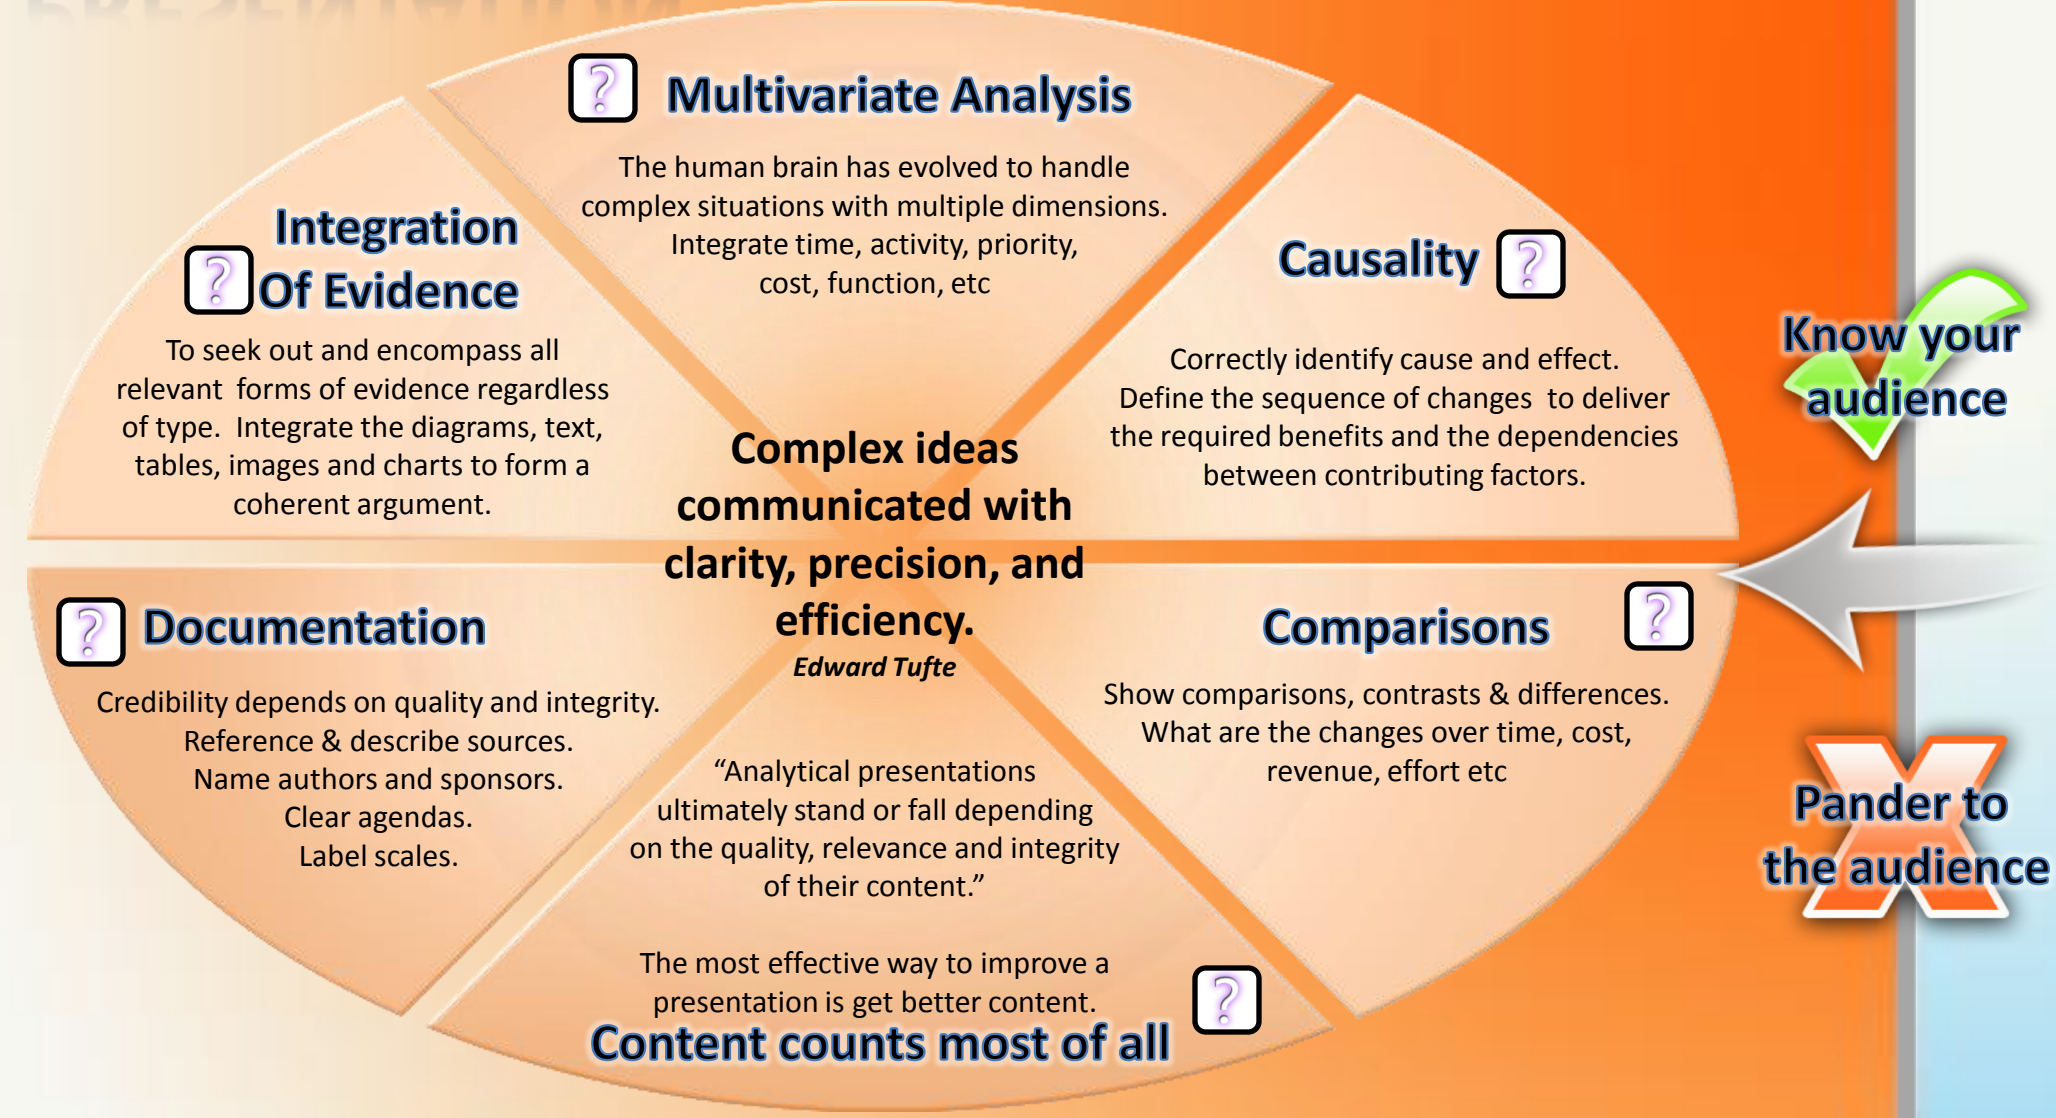 PRESENTATION
?
Multivariate Analysis
The human brain has evolved to handle
complex situations with multiple dimensions.
Integrate time, activity, priority,
cost, function, etc
Integration
?
Of Evidence
To seek out and encompass all
relevant forms of evidence regardless
of type. Integrate the diagrams, text,
tables, images and charts to form a
coherent argument.
Causality
?
Correctly identify cause and effect.
Define the sequence of changes to deliver
the required benefits and the dependencies
between contributing factors.
Know your
audience
Complex ideas
communicated with
clarity, precision, and
efficiency.
Edward Tufte
?
Documentation
Credibility depends on quality and integrity.
Reference & describe sources.
Name authors and sponsors.
Clear agendas.
Label scales.
Comparisons
?
Show comparisons, contrasts & differences.
What are the changes over time, cost,
revenue, effort etc
“Analytical presentations
ultimately stand or fall depending
on the quality, relevance and integrity
of their content.”
The most effective way to improve a
presentation is get better content.
Content counts most of all
?
X
Pander to
the audience